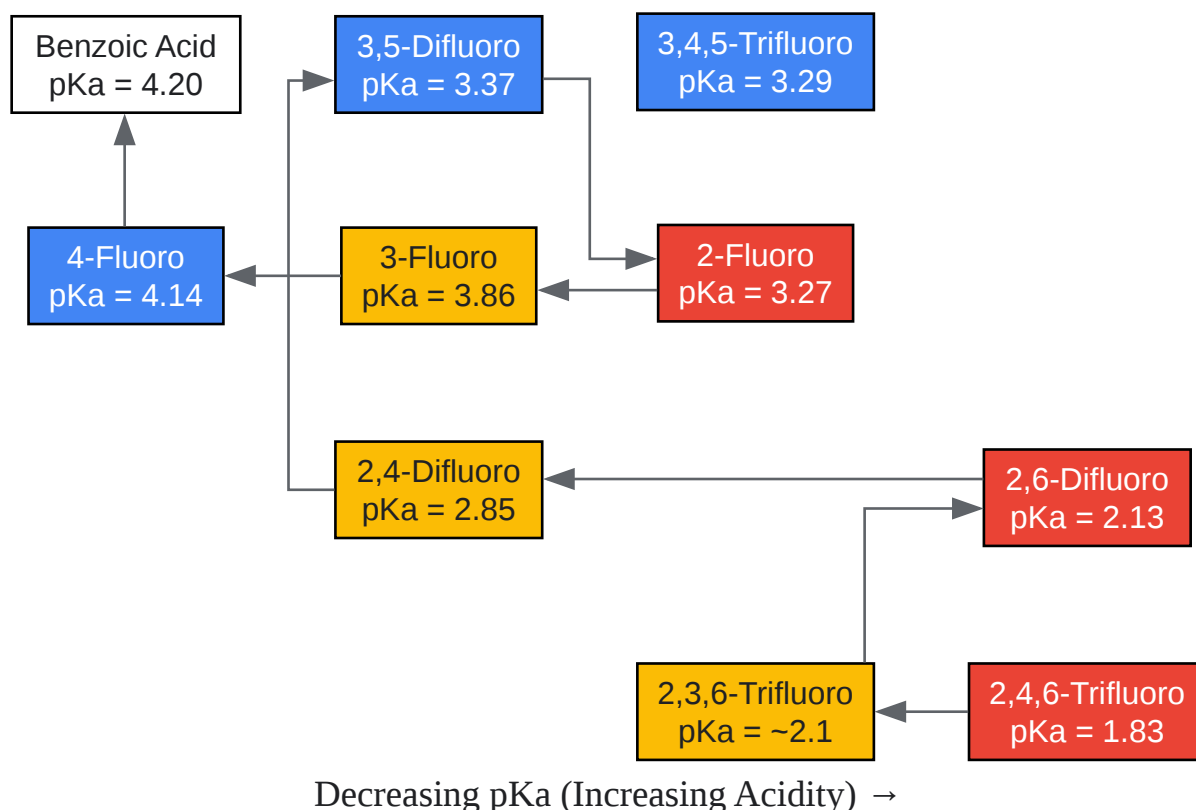 Benzoic Acid
pKa = 4.20
3,5-Difluoro
pKa = 3.37
3,4,5-Trifluoro
pKa = 3.29
4-Fluoro
pKa = 4.14
3-Fluoro
pKa = 3.86
2-Fluoro
pKa = 3.27
2,4-Difluoro
pKa = 2.85
2,6-Difluoro
pKa = 2.13
2,3,6-Trifluoro
pKa = ~2.1
2,4,6-Trifluoro
pKa = 1.83
Decreasing pKa (Increasing Acidity) →